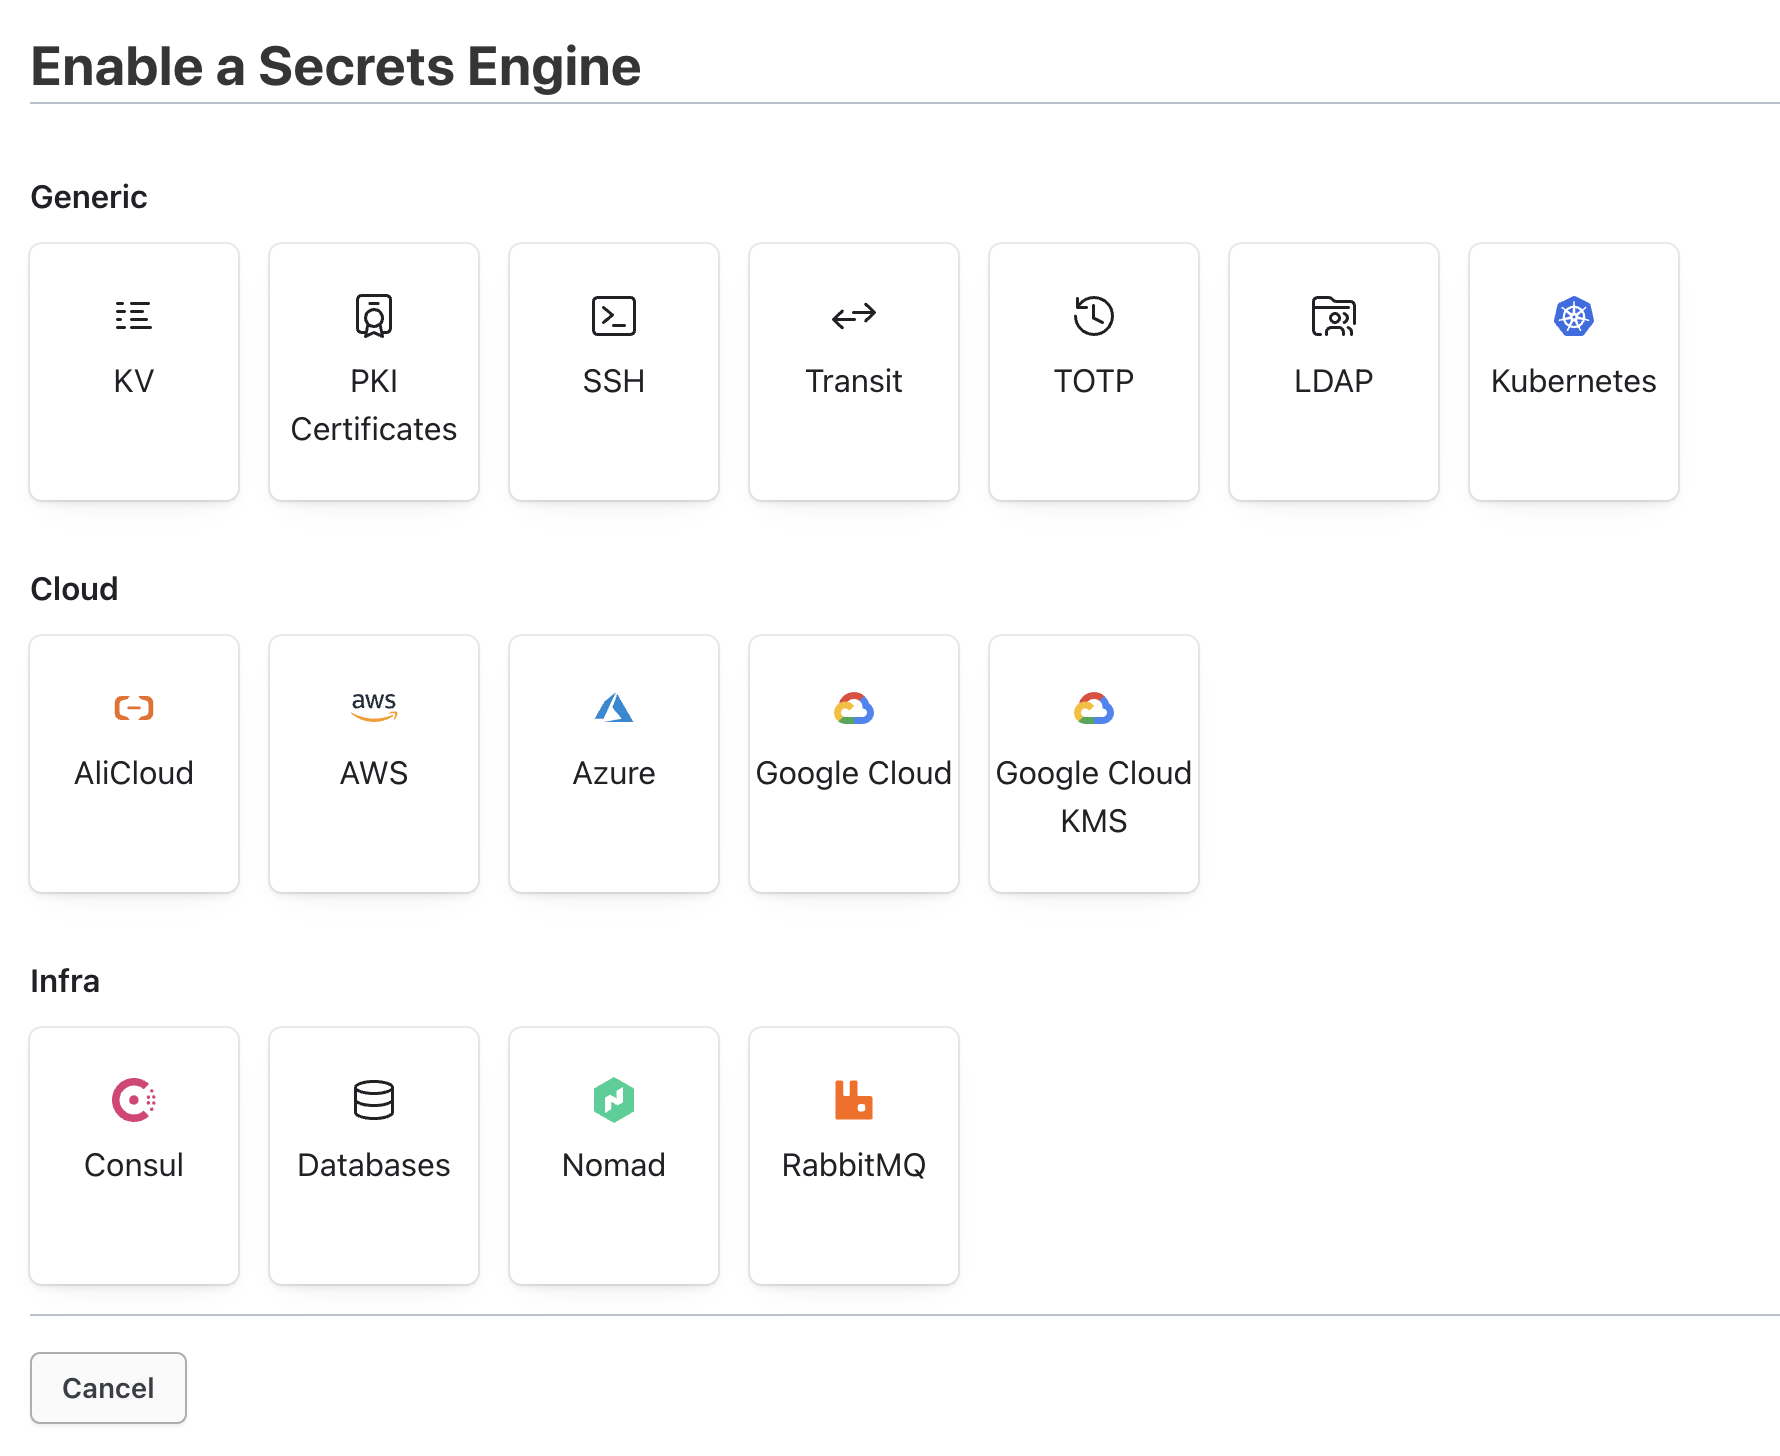 Enable a Secrets Engine
Generic
KV
PKI
Certificates
SSH
Transit
TOTP
LDAP
Kubernetes
Cloud
AliCloud
aws
AWS
Azure
Google Cloud
Google Cloud
KMS
Infra
Consul
Databases
Nomad
RabbitMQ
Cancel